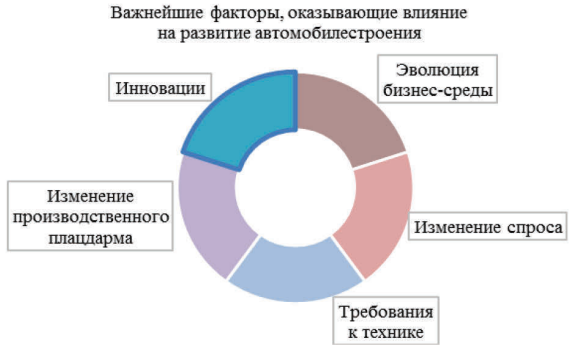 Важнейшие факторы, оказывающие влияние
на развитие автомобилестроения
Инновации
Эволюция
бизнес-среды
Изменение
производственного
плацдарма
Изменение спроса
Требования
к технике